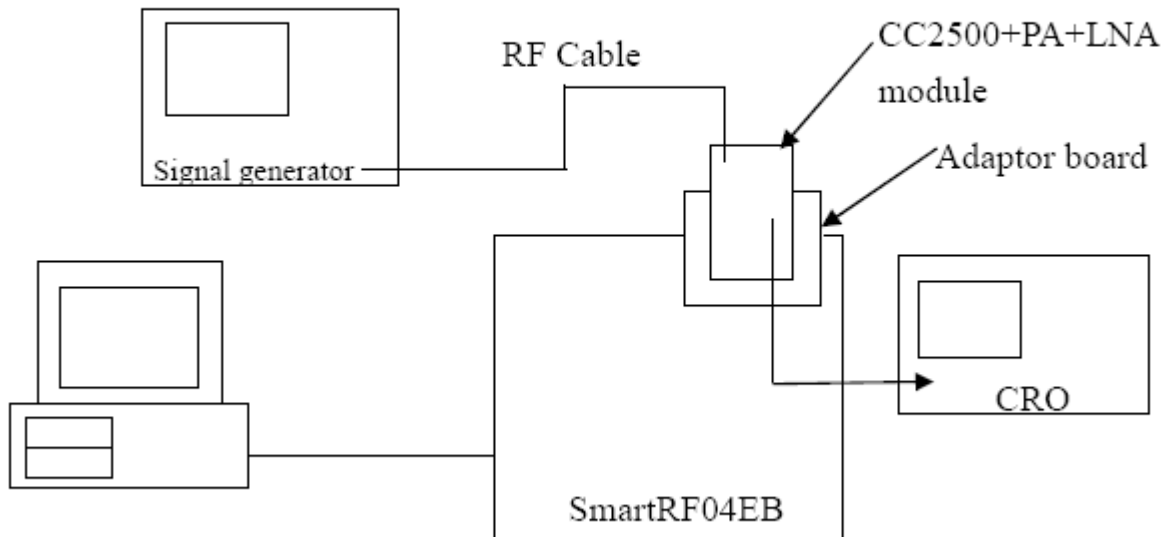 CC2500+PA+LNA
module
RF Cable
Adaptor board
Signal generator
CRO
SmartRF04EB